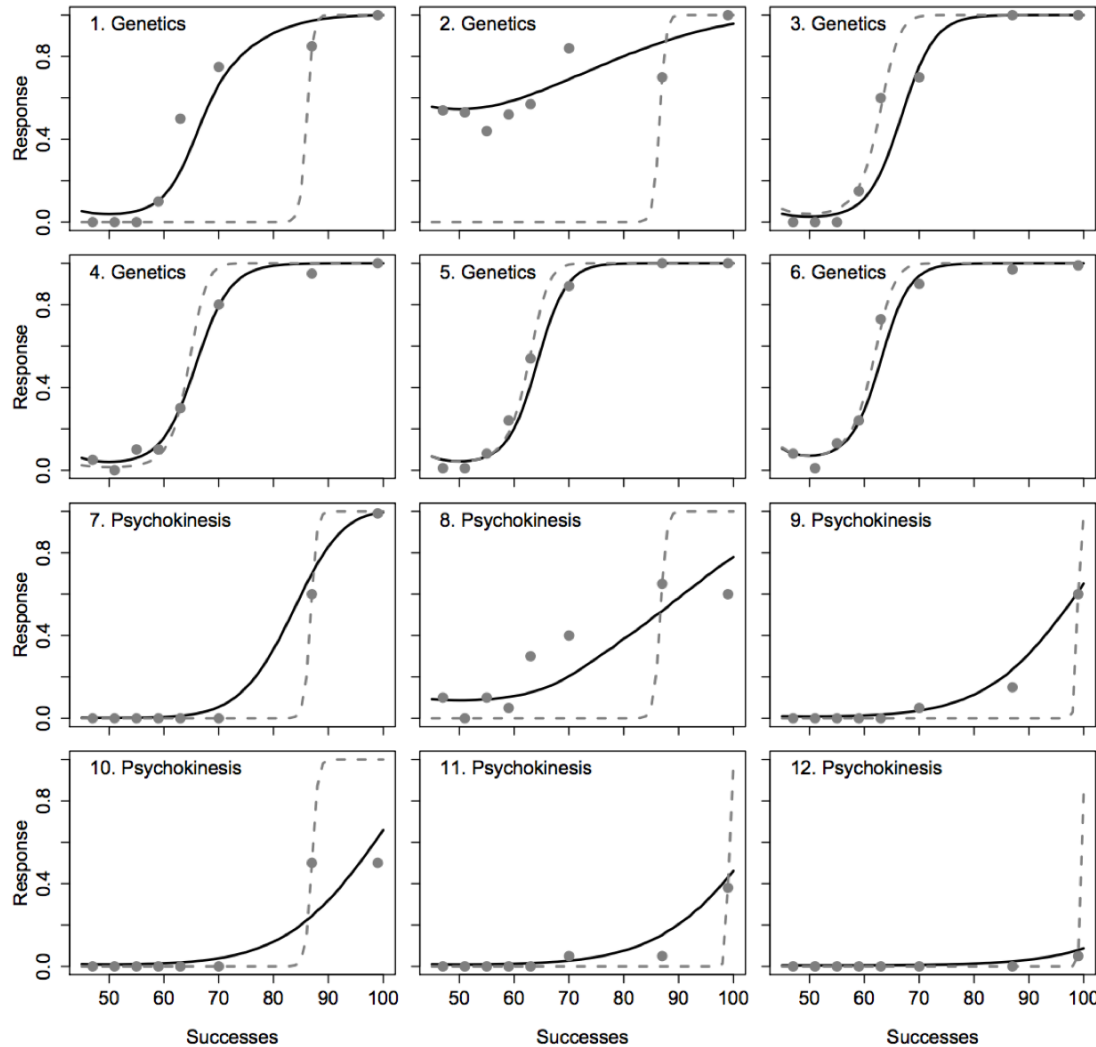 1. Genetics
2. Genetics
3. Genetics
Response
0.0 0.4 0.8
4. Genetics
5. Genetics
6. Genetics
Response
0.0 0.4 0.8
7. Psychokinesis
8. Psychokinesis
9. Psychokinesis
Response
0.0 0.4 0.8
10. Psychokinesis
11. Psychokinesis
12. Psychokinesis
Response
0.0 0.4 0.8
50 60 70 80 90 100
50 60 70 80 90 100
50 60 70 80 90 100
Successes
Successes
Successes